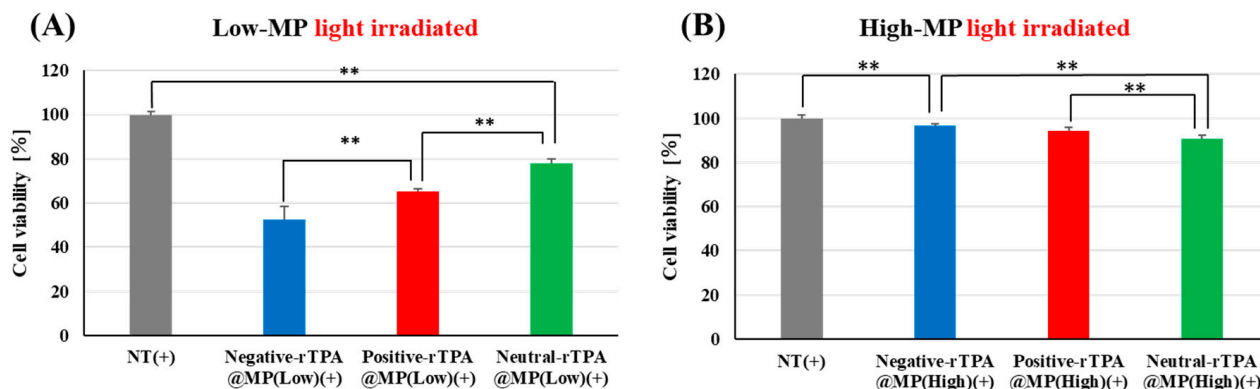 (A)
Low-MP light irradiated
Cell viability [%]
120
100
80
60
40
20
0
**
**
**
NT(+)
Negative-rTPA
@MP(Low)(+)
Positive-rTPA
@MP(Low)(+)
Neutral-rTPA
@MP(Low)(+)
(B)
High-MP light irradiated
Cell viability [%]
120
100
80
60
40
20
0
**
**
**
NT(+)
Negative-rTPA
@MP(High)(+)
Positive-rTPA
@MP(High)(+)
Neutral-rTPA
@MP(High)(+)